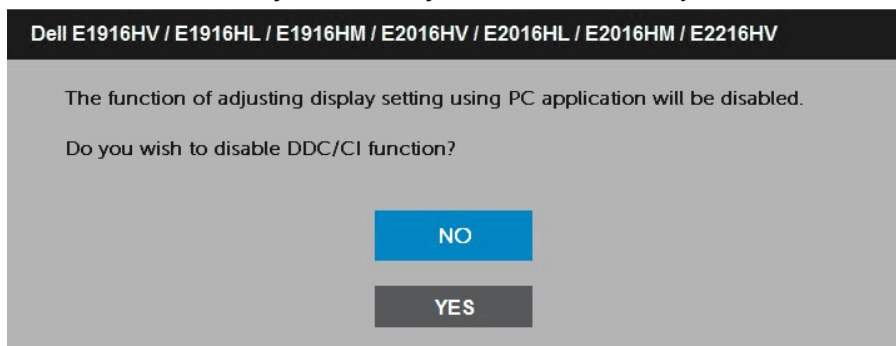 Dell E1916HV / E1916HL / E1916HM / E2016HV / E2016HL / E2016HM / E2216HV
The function of adjusting display setting using PC application will be disabled.
Do you wish to disable DDC/CI function?
NO
YES